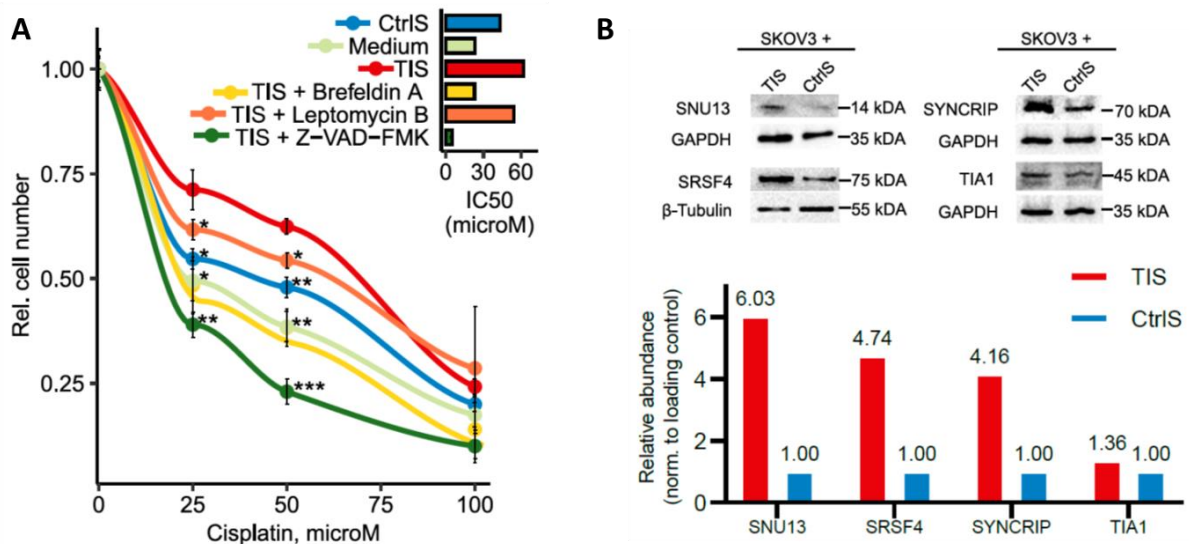 A
CtrlS
Medium
TIS
TIS + Brefeldin A
TIS + Leptomycin B
TIS + Z-VAD-FMK
0 30 60
IC50
(microM)
1.00
0.75
0.50
0.25
Rel. cell number
* * * **
* ** ** ***
0 25 50 75 100
Cisplatin, microM
B
SKOV3 +
TIS CtrlS
SNU13 14 kDA
GAPDH 35 kDA
SRSF4 75 kDA
β-Tubulin 55 kDA
SKOV3 +
TIS CtrlS
SYNCRIP 70 kDA
GAPDH 35 kDA
TIA1 45 kDA
GAPDH 35 kDA
TIS
CtrlS
Relative abundance
(norm. to loading control)
6
4
2
0
6.03 1.00 4.74 1.00 4.16 1.00 1.36 1.00
SNU13 SRSF4 SYNCRIP TIA1